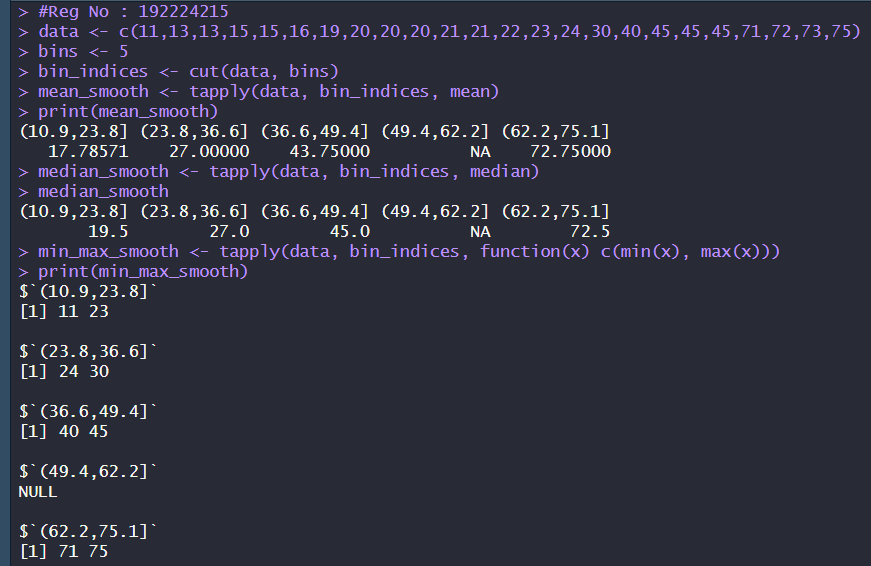 > #Reg No : 192224215
> data <- c(11,13,13,15,15,16,19,20,20,20,21,21,22,23,24,30,40,45,45,45,71,72,73,75)
> bins <- 5
> bin_indices <- cut(data, bins)
> mean_smooth <- tapply(data, bin_indices, mean)
> print(mean_smooth)
(10.9,23.8] (23.8,36.6] (36.6,49.4] (49.4,62.2] (62.2,75.1]
   17.78571    27.00000    43.75000          NA    72.75000
> median_smooth <- tapply(data, bin_indices, median)
> median_smooth
(10.9,23.8] (23.8,36.6] (36.6,49.4] (49.4,62.2] (62.2,75.1]
       19.5        27.0        45.0          NA        72.5
> min_max_smooth <- tapply(data, bin_indices, function(x) c(min(x), max(x)))
> print(min_max_smooth)
$`(10.9,23.8]`
[1] 11 23
$`(23.8,36.6]`
[1] 24 30
$`(36.6,49.4]`
[1] 40 45
$`(49.4,62.2]`
NULL
$`(62.2,75.1]`
[1] 71 75